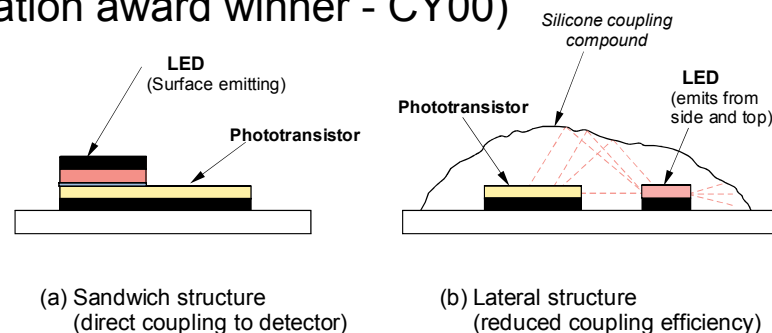 ation award winner - CY00)
LED
(Surface emitting)
Phototransistor
(a) Sandwich structure
(direct coupling to detector)
Silicone coupling
compound
LED
(emits from
side and top)
Phototransistor
(b) Lateral structure
(reduced coupling efficiency)